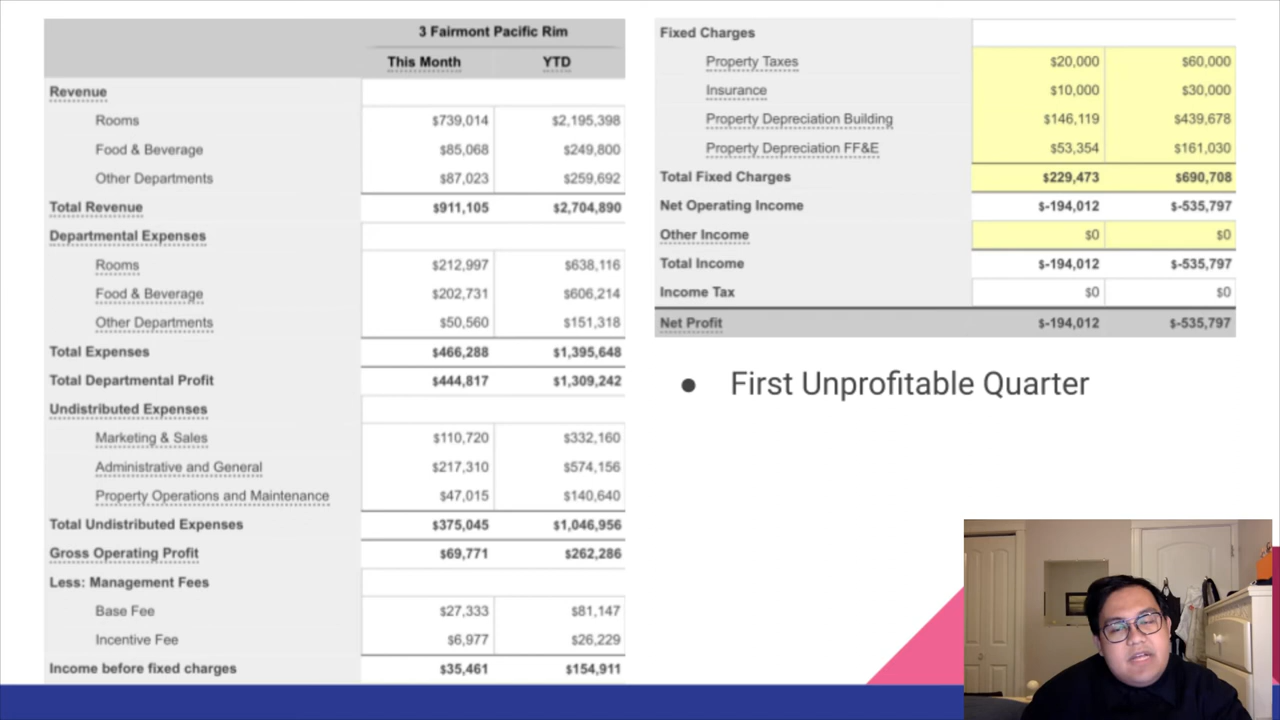 3 Fairmont Pacific Rim
This Month YTD
Revenue
Rooms $739,014 $2,195,398
Food & Beverage $85,068 $249,800
Other Departments $87,023 $259,692
Total Revenue $911,105 $2,704,890
Departmental Expenses
Rooms $212,997 $638,116
Food & Beverage $202,731 $606,214
Other Departments $50,560 $151,318
Total Expenses $466,288 $1,395,648
Total Departmental Profit $444,817 $1,309,242
Undistributed Expenses
Marketing & Sales $110,720 $332,160
Administrative and General $217,310 $574,156
Property Operations and Maintenance $47,015 $140,640
Total Undistributed Expenses $375,045 $1,046,956
Gross Operating Profit $69,771 $262,286
Less: Management Fees
Base Fee $27,333 $81,147
Incentive Fee $6,977 $26,229
Income before fixed charges $35,461 $154,911
Fixed Charges
Property Taxes $20,000 $60,000
Insurance $10,000 $30,000
Property Depreciation Building $146,119 $439,678
Property Depreciation FF&E $53,354 $161,030
Total Fixed Charges $229,473 $690,708
Net Operating Income $-194,012 $-535,797
Other Income $0 $0
Total Income $-194,012 $-535,797
Income Tax $0 $0
Net Profit $-194,012 $-535,797
● First Unprofitable Quarter